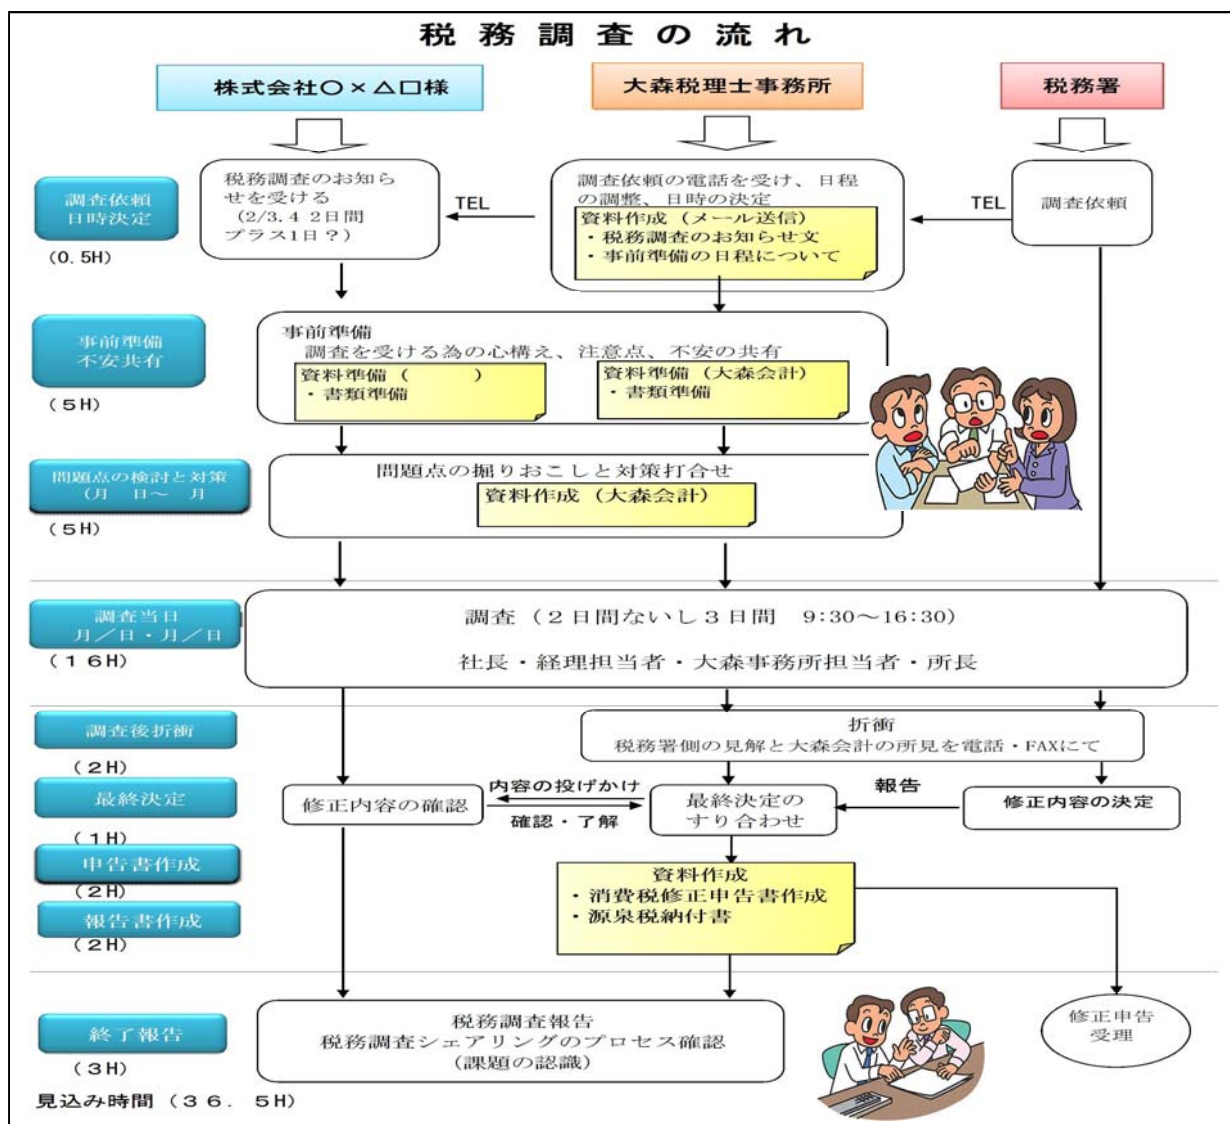 税務調査の流れ
株式会社〇×△□様
大森税理士事務所
税務署
調査依頼
日時決定
(0.5H)
税務調査のお知ら
せを受ける
(2/3.4 2日間
プラス1日？)
TEL
調査依頼の電話を受け、日程
の調整、日時の決定
資料作成(メール送信)
・税務調査のお知らせ文
・事前準備の日程について
TEL
調査依頼
事前準備
不安共有
(5H)
事前準備
調査を受ける為の心構え、注意点、不安の共有
資料準備(　　　　)
・書類準備
資料準備(大森会計)
・書類準備
問題点の検討と対策
(月　日～　月
(5H)
問題点の掘りおこしと対策打合せ
資料作成(大森会計)
調査当日
月／日・月／日
(16H)
調査(2日間ないし3日間　9:30～16:30)
社長・経理担当者・大森事務所担当者・所長
調査後折衝
(2H)
折衝
税務署側の見解と大森会計の所見を電話・FAXにて
最終決定
(1H)
修正内容の確認
内容の投げかけ
確認・了解
最終決定の
すり合わせ
報告
修正内容の決定
申告書作成
(2H)
報告書作成
(2H)
資料作成
・消費税修正申告書作成
・源泉税納付書
終了報告
(3H)
税務調査報告
税務調査シェアリングのプロセス確認
(課題の認識)
修正申告
受理
見込み時間(36.5H)